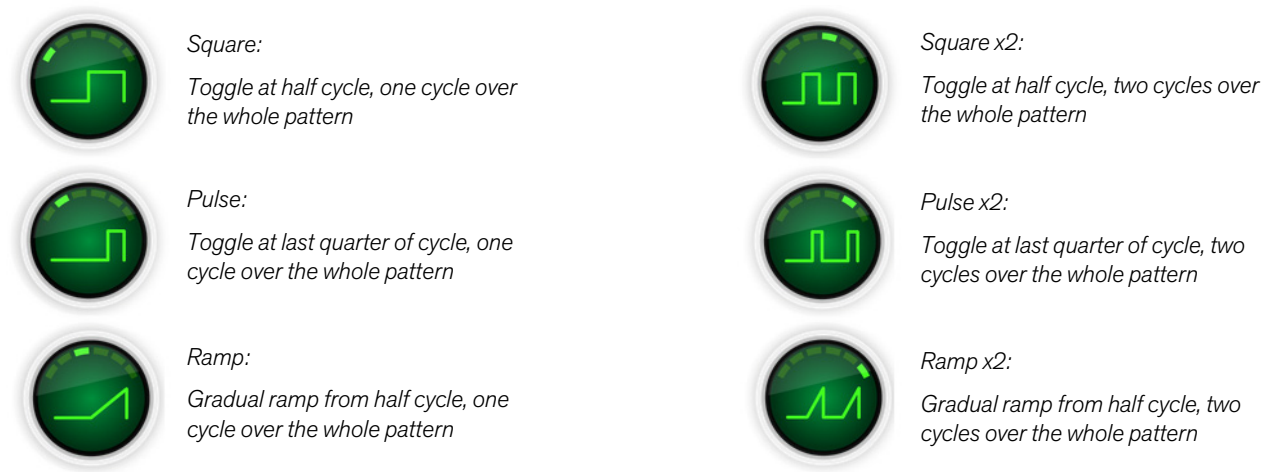 Square:
Toggle at half cycle, one cycle over
the whole pattern
Pulse:
Toggle at last quarter of cycle, one
cycle over the whole pattern
Ramp:
Gradual ramp from half cycle, one
cycle over the whole pattern
Square x2:
Toggle at half cycle, two cycles over
the whole pattern
Pulse x2:
Toggle at last quarter of cycle, two
cycles over the whole pattern
Ramp x2:
Gradual ramp from half cycle, two
cycles over the whole pattern